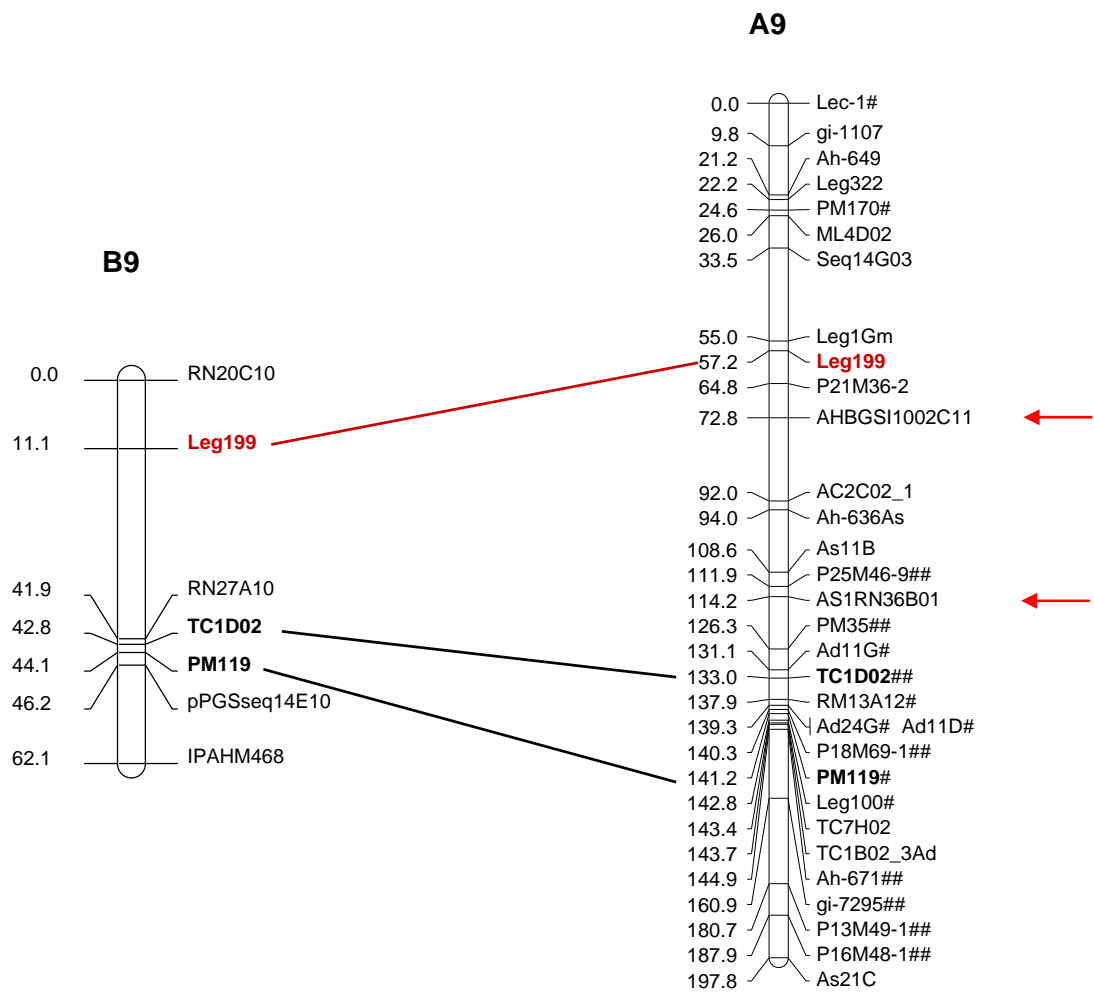 A9
0.0 Lec-1#
9.8 gi-1107
21.2 Ah-649
22.2 Leg322
24.6 PM170#
26.0 ML4D02
33.5 Seq14G03
55.0 Leg1Gm
57.2 Leg199
64.8 P21M36-2
72.8 AHBGSI1002C11
92.0 AC2C02_1
94.0 Ah-636As
108.6 As11B
111.9 P25M46-9##
114.2 AS1RN36B01
126.3 PM35##
131.1 Ad11G#
133.0 TC1D02##
137.9 RM13A12#
139.3 Ad24G# Ad11D#
140.3 P18M69-1##
141.2 PM119#
142.8 Leg100#
143.4 TC7H02
143.7 TC1B02_3Ad
144.9 Ah-671##
160.9 gi-7295##
180.7 P13M49-1##
187.9 P16M48-1##
197.8 As21C
B9
0.0 RN20C10
11.1 Leg199
41.9 RN27A10
42.8 TC1D02
44.1 PM119
46.2 pPGSseq14E10
62.1 IPAHM468